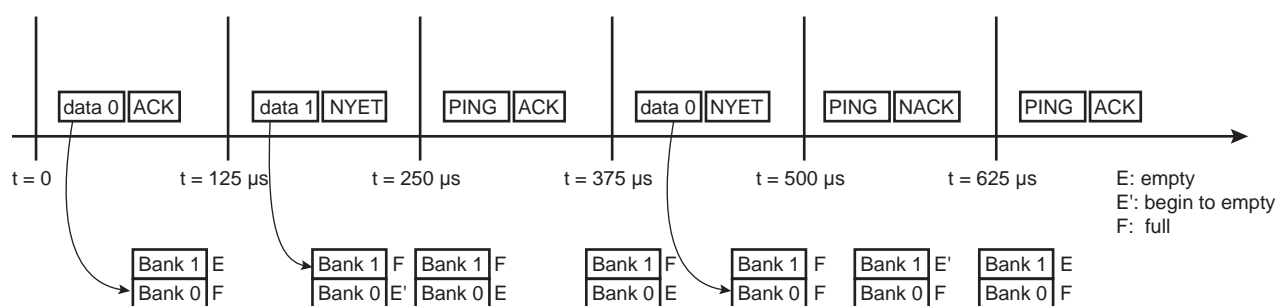 data 0 ACK data 1 NYET PING ACK data 0 NYET PING NACK PING ACK
t = 0 t = 125 μs t = 250 μs t = 375 μs t = 500 μs t = 625 μs
E: empty
E': begin to empty
F: full
Bank 1 E Bank 1 F Bank 1 F Bank 1 F Bank 1 F Bank 1 E' Bank 1 E
Bank 0 F Bank 0 E' Bank 0 E Bank 0 E Bank 0 F Bank 0 F Bank 0 F